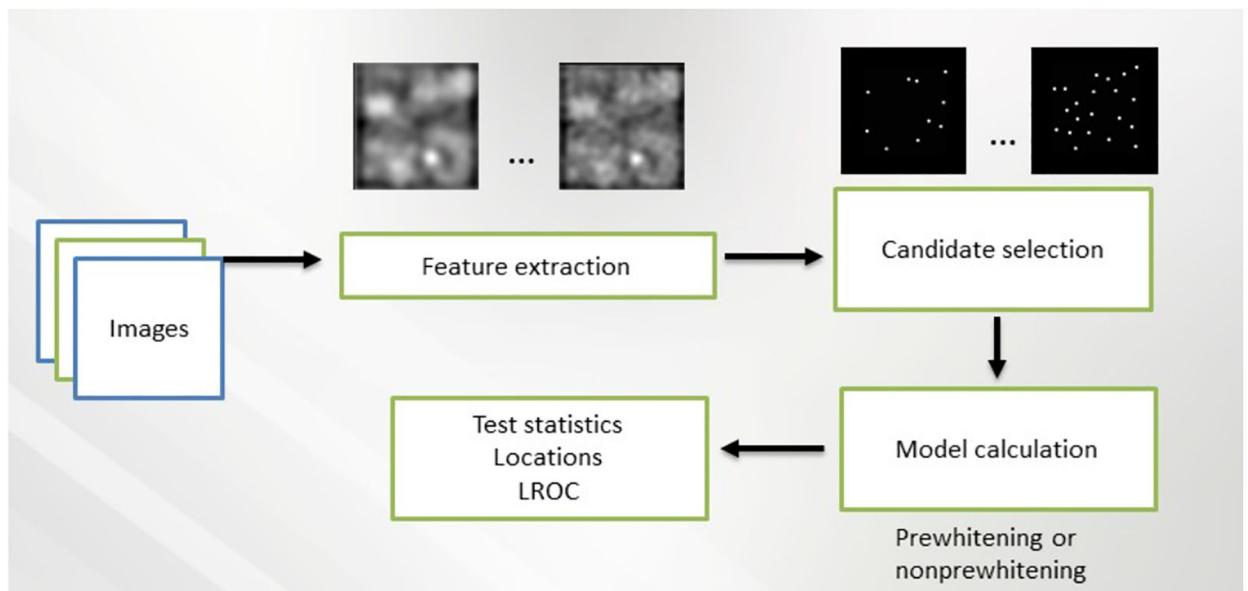 ...
...
Images
Feature extraction
Candidate selection
Test statistics
Locations
LROC
Model calculation
Prewhitening or
nonprewhitening